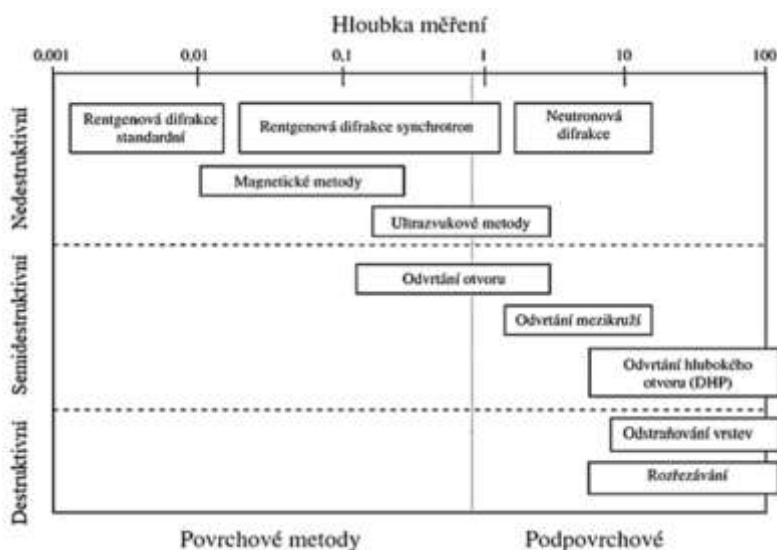 Hloubka měření
0.001 0,01 0,1 1 10 100
Nedestruktivní
Rentgenová difrakce
standardní
Rentgenová difrakce synchrotron
Neutronová
difrakce
Magnetické metody
Ultrazvukové metody
Semidestruktivní
Odvrtání otvoru
Odvrtání mezikruží
Odvrtání hlubokého
otvoru (DHP)
Destruktivní
Odstraňování vrstev
Rozřezávání
Povrchové metody
Podpovrchové